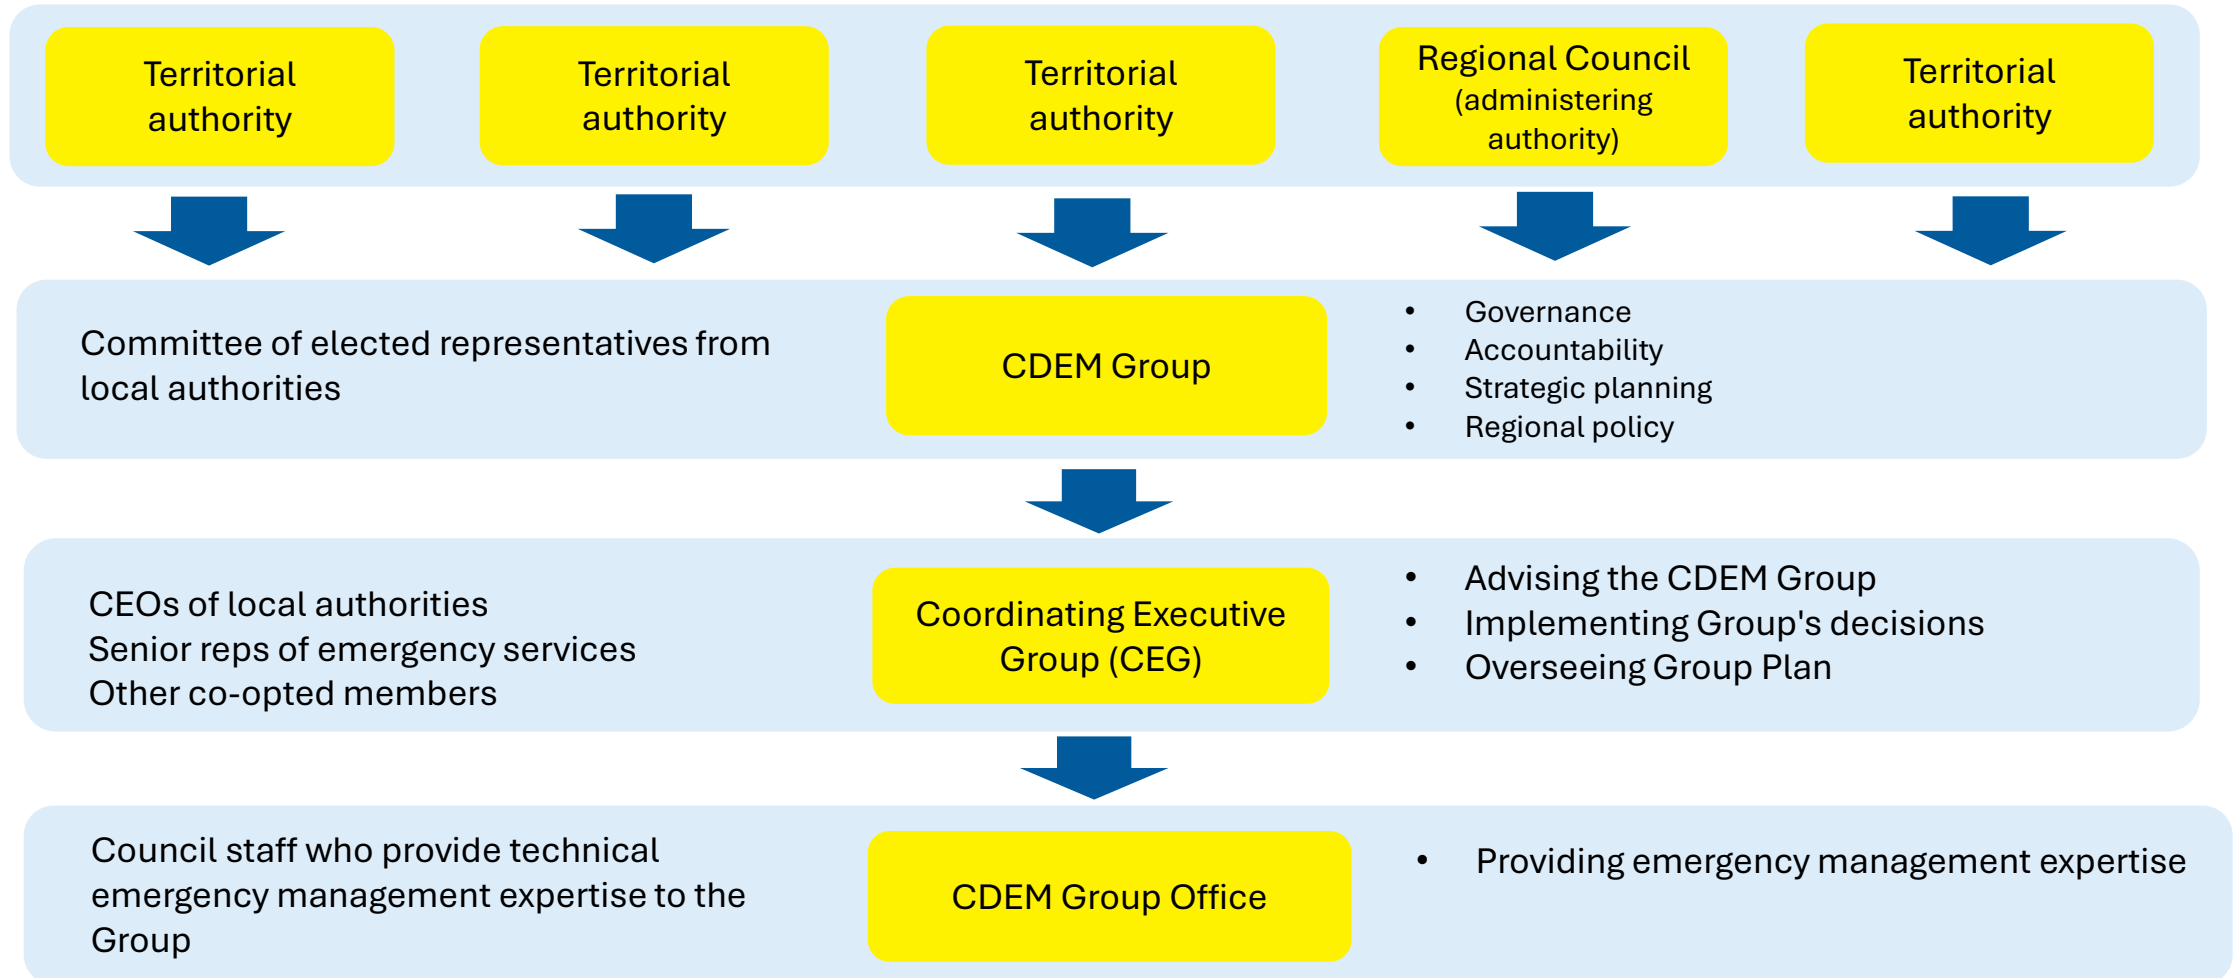 Territorial
authority
Territorial
authority
Territorial
authority
Regional Council
(administering
authority)
Territorial
authority
Committee of elected representatives from
local authorities
CDEM Group
• Governance
• Accountability
• Strategic planning
• Regional policy
CEOs of local authorities
Senior reps of emergency services
Other co-opted members
Coordinating Executive
Group (CEG)
• Advising the CDEM Group
• Implementing Group's decisions
• Overseeing Group Plan
Council staff who provide technical
emergency management expertise to the
Group
CDEM Group Office
• Providing emergency management expertise